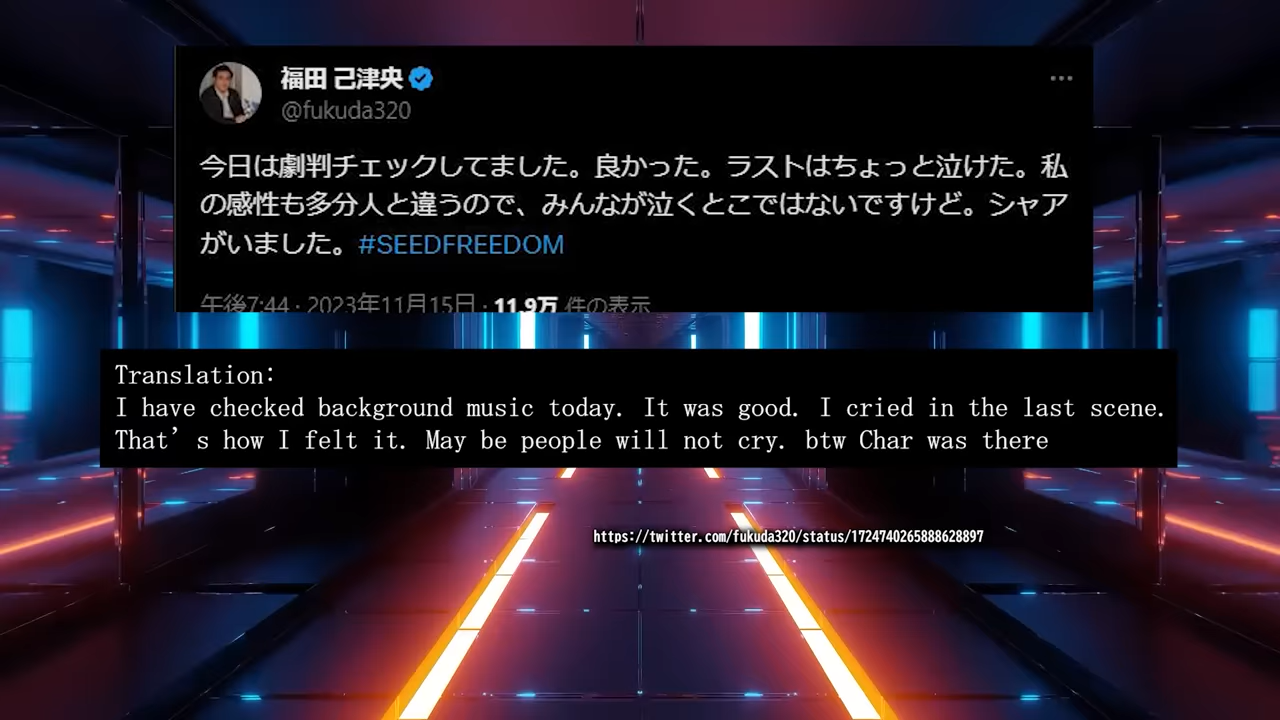 福田 己津央
@fukuda320
今日は劇判チェックしてました。良かった。ラストはちょっと泣けた。私
の感性も多分人と違うので、みんなが泣くとこではないですけど。シャア
がいました。#SEEDFREEDOM
午後7:44 · 2023年11月15日 · 11.9万 件の表示
Translation:
I have checked background music today. It was good. I cried in the last scene.
That’s how I felt it. May be people will not cry. btw Char was there
https://twitter.com/fukuda320/status/1724740265888628897